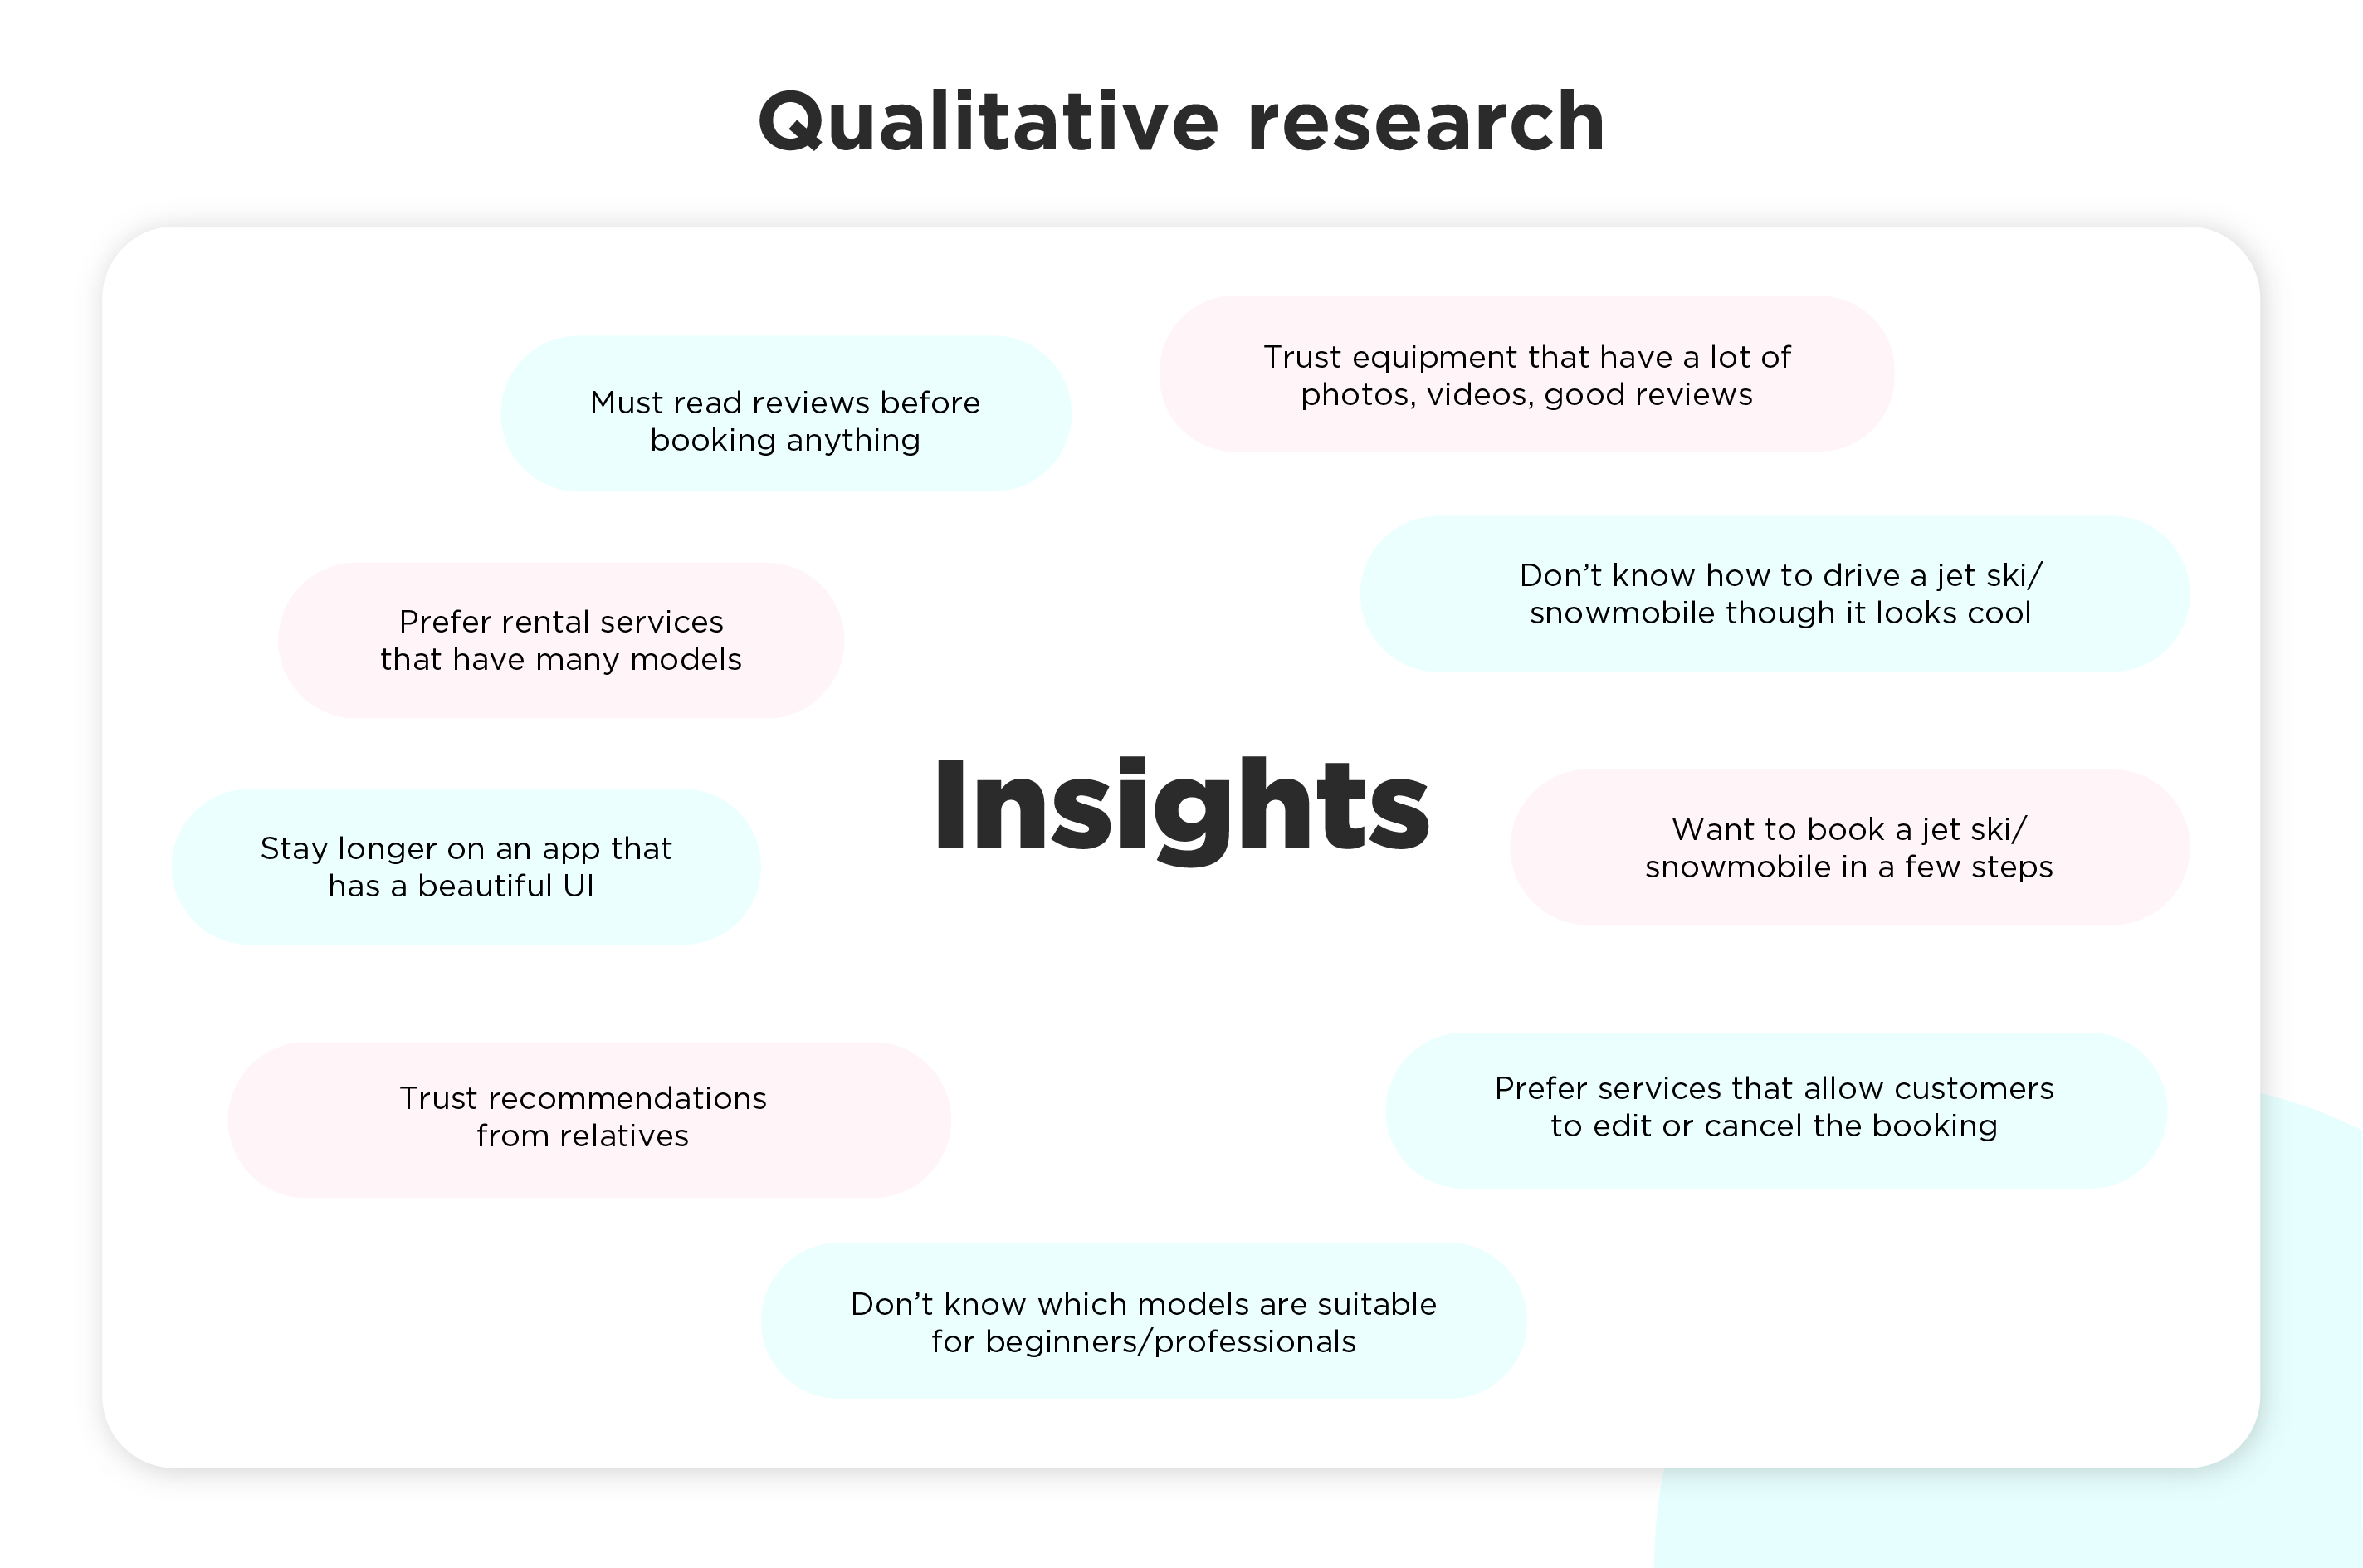 Qualitative research
Trust equipment that have a lot of
photos, videos, good reviews
Must read reviews before
booking anything
Don’t know how to drive a jet ski/
snowmobile though it looks cool
Prefer rental services
that have many models
Insights
Want to book a jet ski/
snowmobile in a few steps
Stay longer on an app that
has a beautiful UI
Prefer services that allow customers
to edit or cancel the booking
Trust recommendations
from relatives
Don’t know which models are suitable
for beginners/professionals